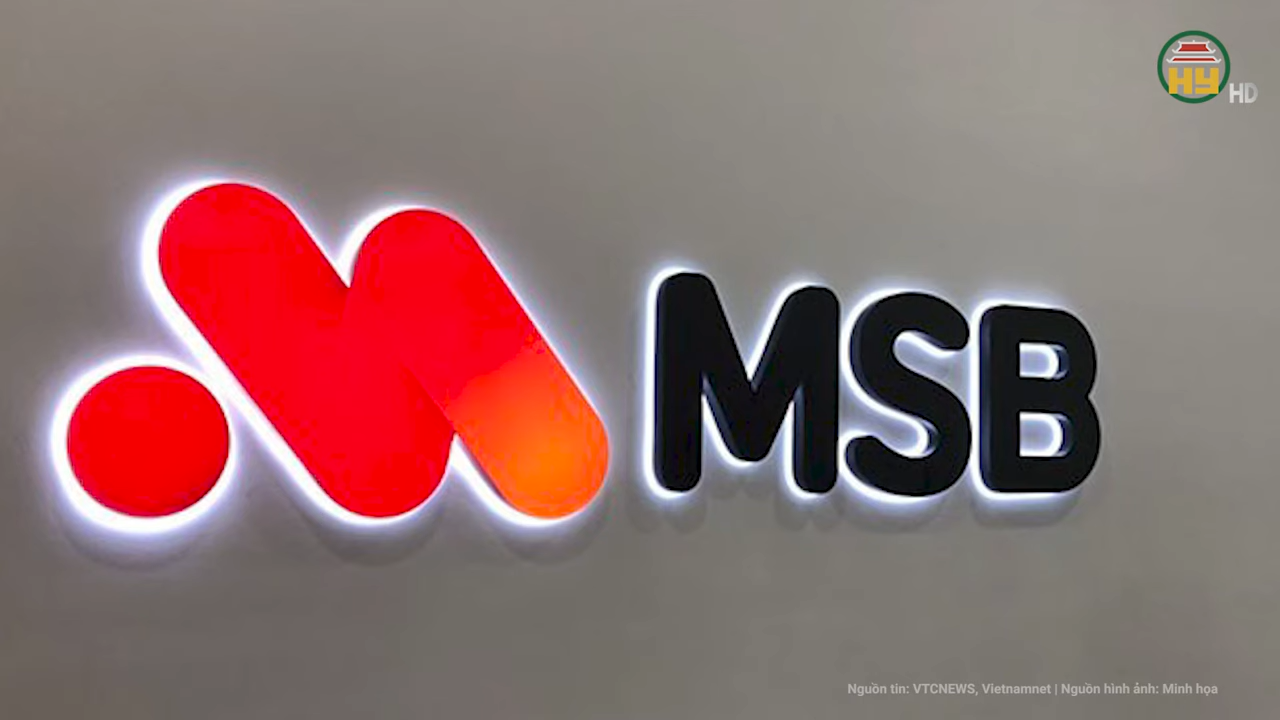 HY
HD
MSB
Nguồn tin: VTCNEWS, Vietnamnet | Nguồn hình ảnh: Minh họa